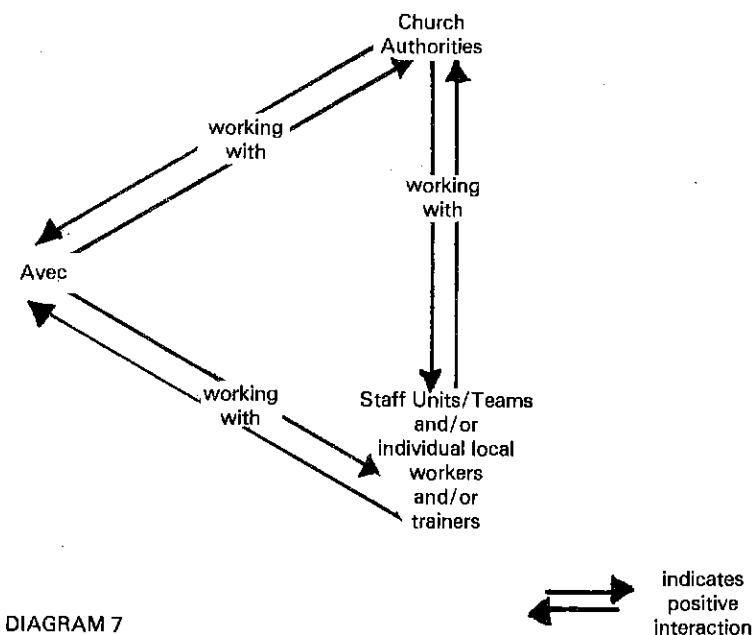 Church
Authorities
working
with
working
with
Avec
working
with
Staff Units/Teams
and/or
individual local
workers
and/or
trainers
indicates
positive
interaction
DIAGRAM 7